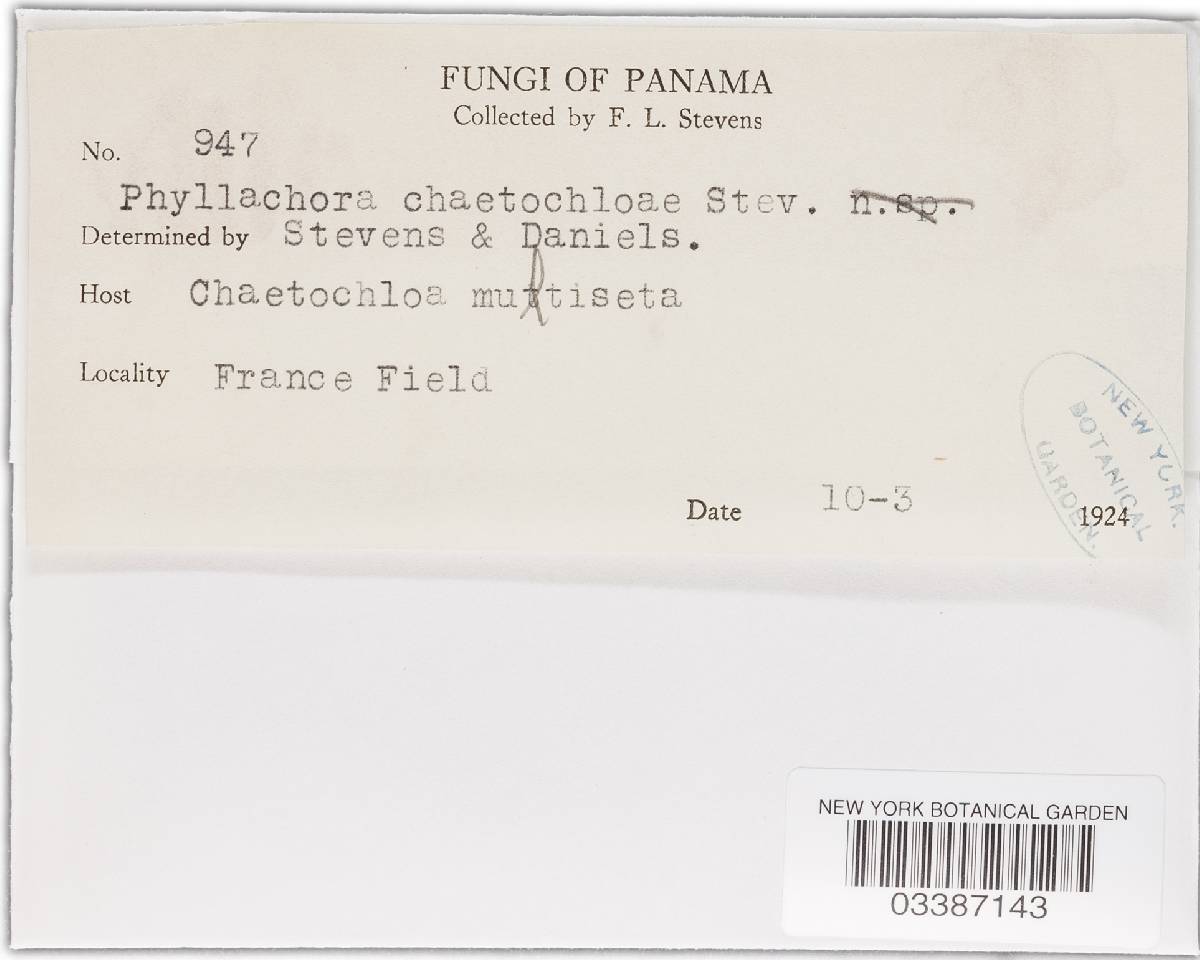 FUNGI OF PANAMA
Collected by F. L. Stevens
No. 947
Phyllachora chaetochloae Stev. n.sp.
Determined by Stevens & Daniels.
Host Chaetochloa multiseta
Locality France Field
Date 10-3 1924
NEW YORK
BOTANICAL
GARDEN.
NEW YORK BOTANICAL GARDEN
03387143